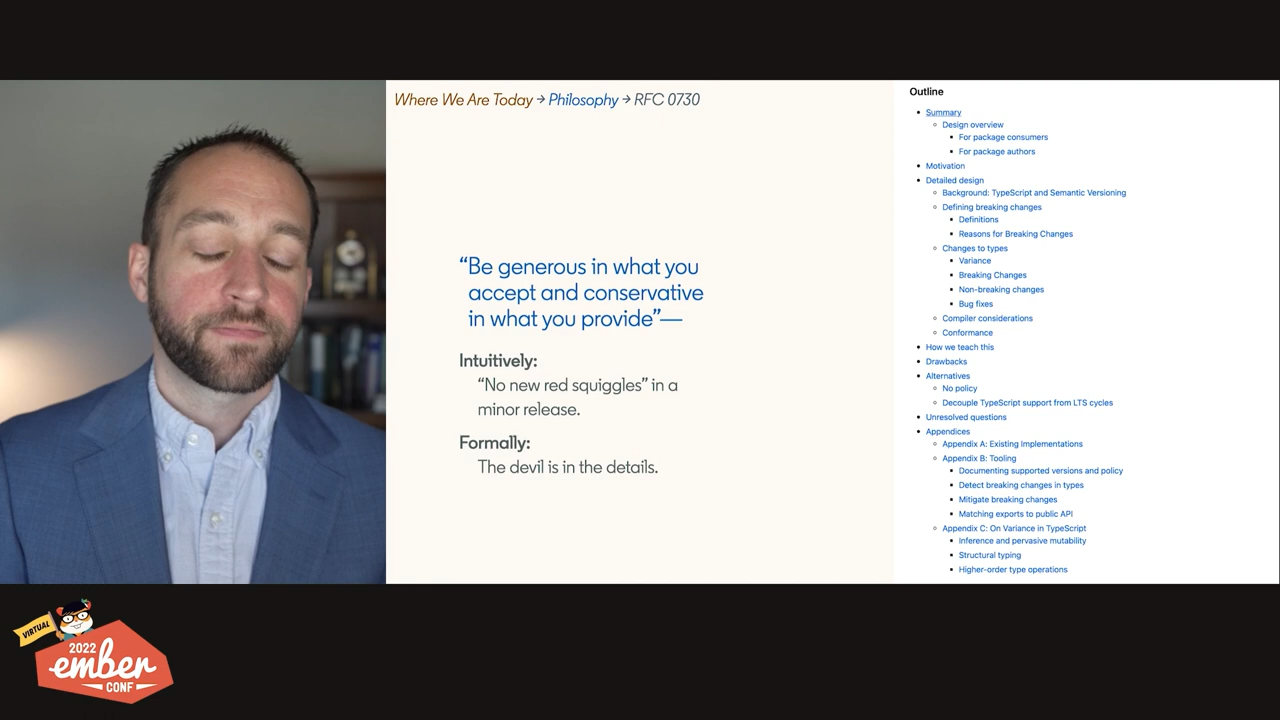 Where We Are Today → Philosophy → RFC 0730
“Be generous in what you
accept and conservative
in what you provide”—
Intuitively:
“No new red squiggles” in a
minor release.
Formally:
The devil is in the details.
Outline
• Summary
◦ Design overview
▪ For package consumers
▪ For package authors
• Motivation
• Detailed design
◦ Background: TypeScript and Semantic Versioning
◦ Defining breaking changes
▪ Definitions
▪ Reasons for Breaking Changes
◦ Changes to types
▪ Variance
▪ Breaking Changes
▪ Non-breaking changes
▪ Bug fixes
◦ Compiler considerations
◦ Conformance
• How we teach this
• Drawbacks
• Alternatives
◦ No policy
◦ Decouple TypeScript support from LTS cycles
• Unresolved questions
• Appendices
◦ Appendix A: Existing Implementations
◦ Appendix B: Tooling
▪ Documenting supported versions and policy
▪ Detect breaking changes in types
▪ Mitigate breaking changes
▪ Matching exports to public API
◦ Appendix C: On Variance in TypeScript
▪ Inference and pervasive mutability
▪ Structural typing
▪ Higher-order type operations
VIRTUAL
2022
ember
CONF